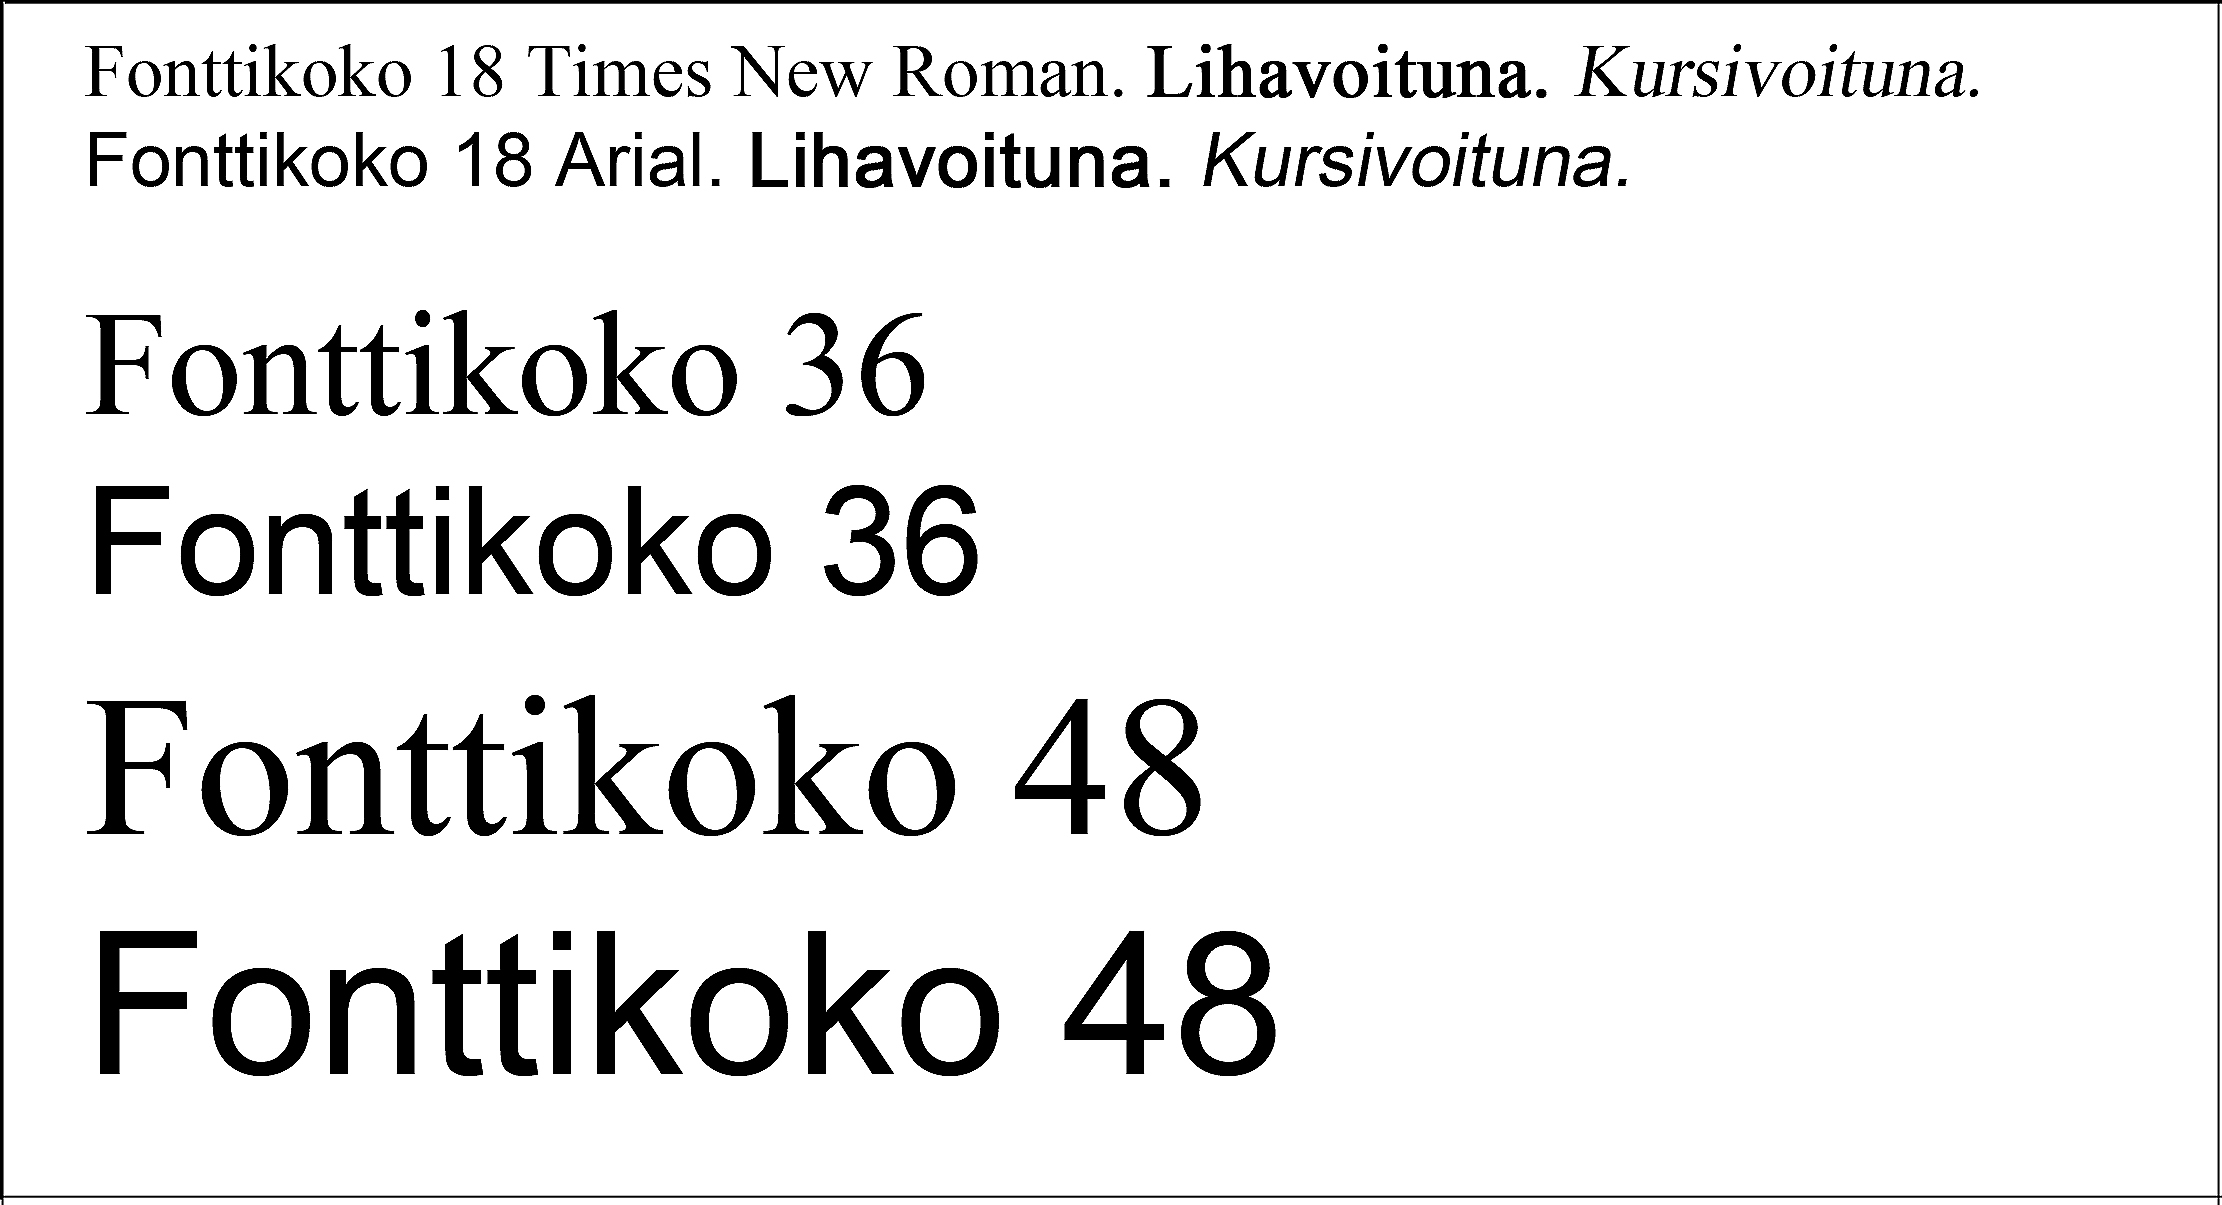 Fonttikoko 18 Times New Roman. Lihavoituna. Kursivoituna.
Fonttikoko 18 Arial. Lihavoituna. Kursivoituna.
Fonttikoko 36
Fonttikoko 36
Fonttikoko 48
Fonttikoko 48